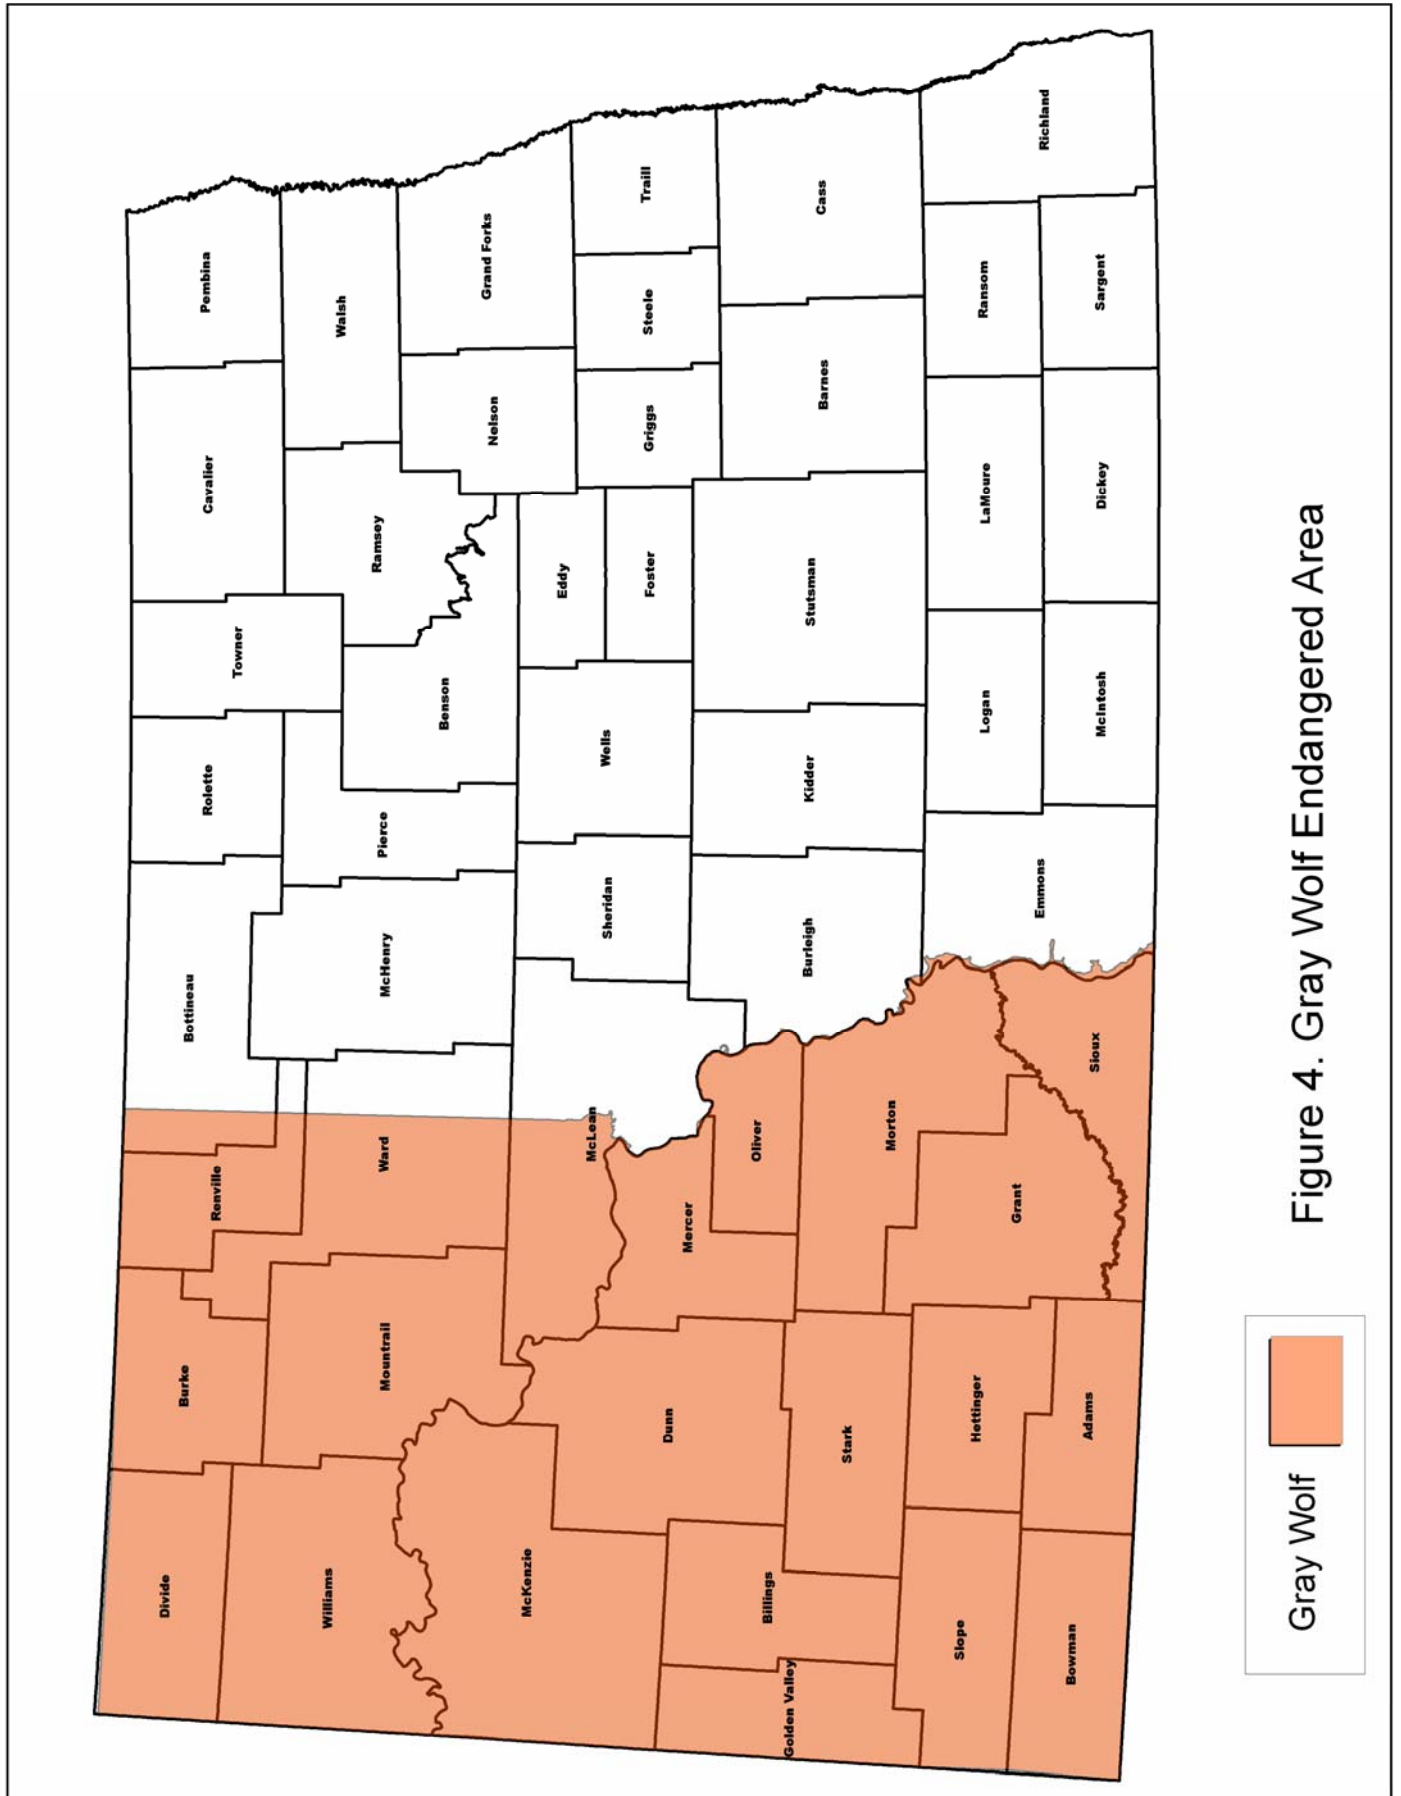 Divide
Burke
Renville
Bottineau
Rolette
Towner
Cavalier
Pembina
Williams
Mountrail
Ward
McHenry
Pierce
Benson
Ramsey
Walsh
Nelson
Grand Forks
McKenzie
Dunn
Mercer
McLean
Sheridan
Wells
Eddy
Foster
Griggs
Steele
Traill
Golden Valley
Billings
Stark
Oliver
Morton
Burleigh
Kidder
Stutsman
Barnes
Cass
Slope
Hettinger
Grant
Sioux
Emmons
Logan
LaMoure
Ransom
Richland
Bowman
Adams
McIntosh
Dickey
Sargent
Gray Wolf
Figure 4. Gray Wolf Endangered Area